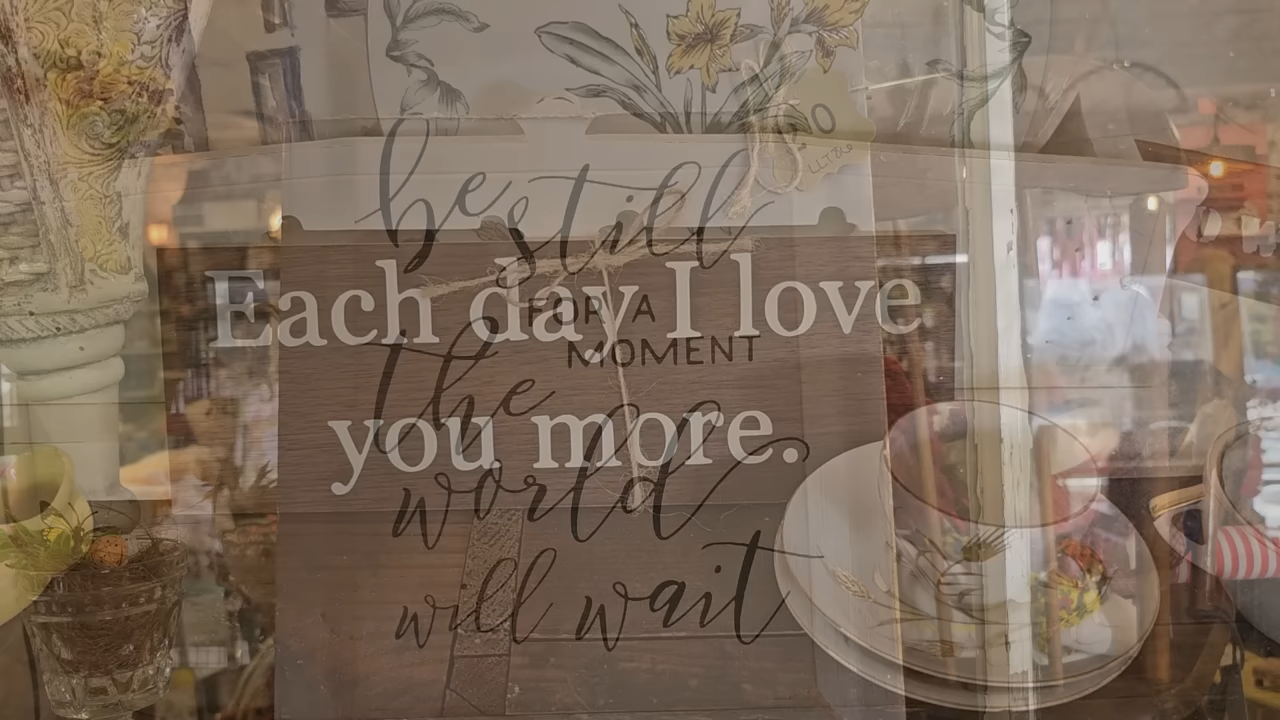 be still
FOR A
MOMENT
the
world
will wait
Each day I love
you more.